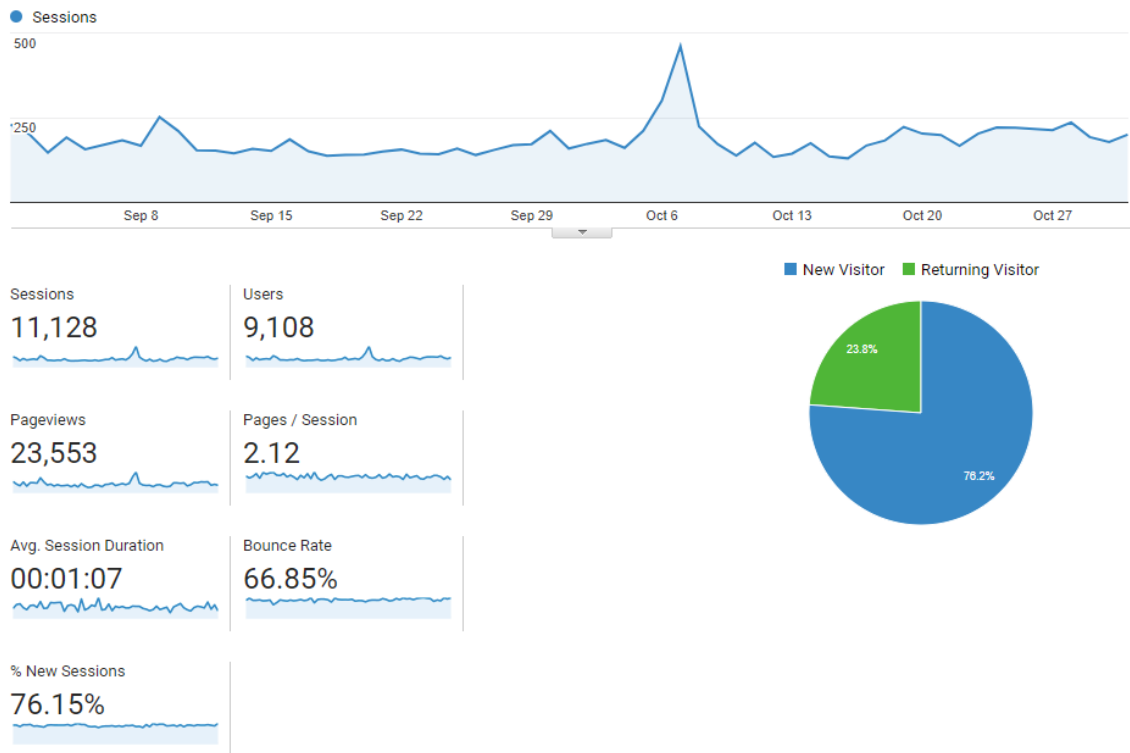 Sessions
500
250
Sep 8 Sep 15 Sep 22 Sep 29 Oct 6 Oct 13 Oct 20 Oct 27
New Visitor Returning Visitor
Sessions
11,128
Users
9,108
23.8%
76.2%
Pageviews
23,553
Pages / Session
2.12
Avg. Session Duration
00:01:07
Bounce Rate
66.85%
% New Sessions
76.15%